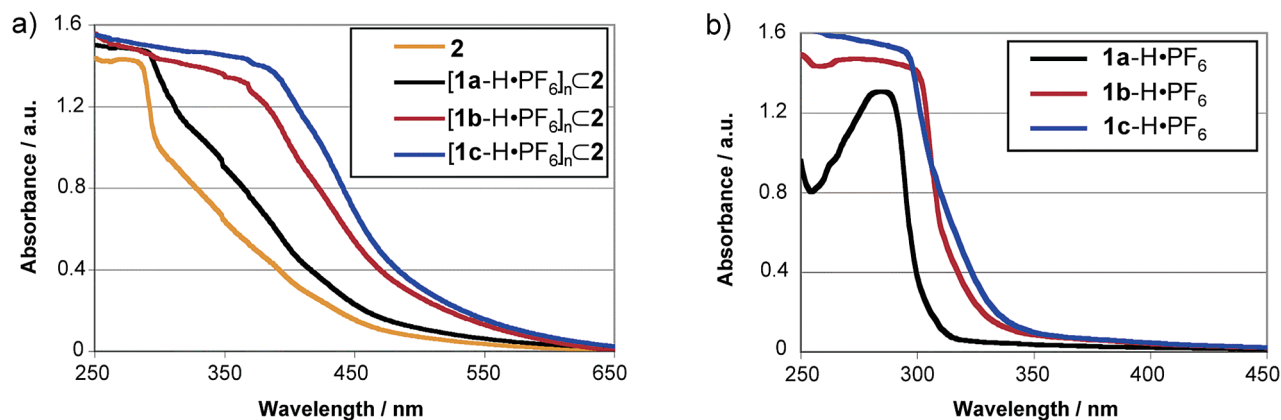 a)
1.6
1.2
0.8
0.4
0
Absorbance / a.u.
250
350
450
550
650
Wavelength / nm
2
[1a-H•PF₆]ₙ⊂2
[1b-H•PF₆]ₙ⊂2
[1c-H•PF₆]ₙ⊂2
b)
1.6
1.2
0.8
0.4
0
Absorbance / a.u.
250
300
350
400
450
Wavelength / nm
1a-H•PF₆
1b-H•PF₆
1c-H•PF₆